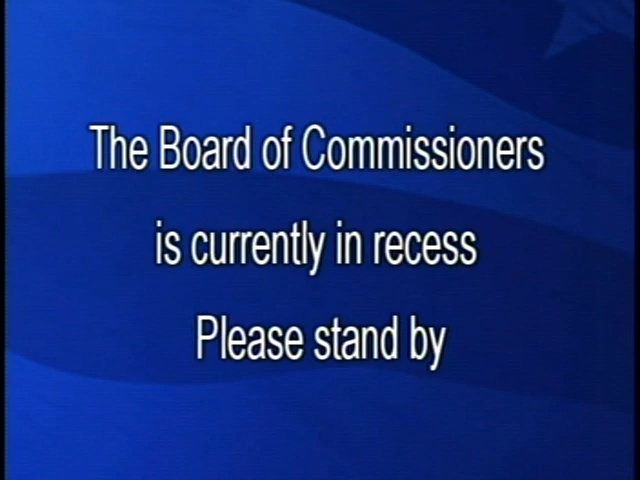 The Board of Commissioners
is currently in recess
Please stand by